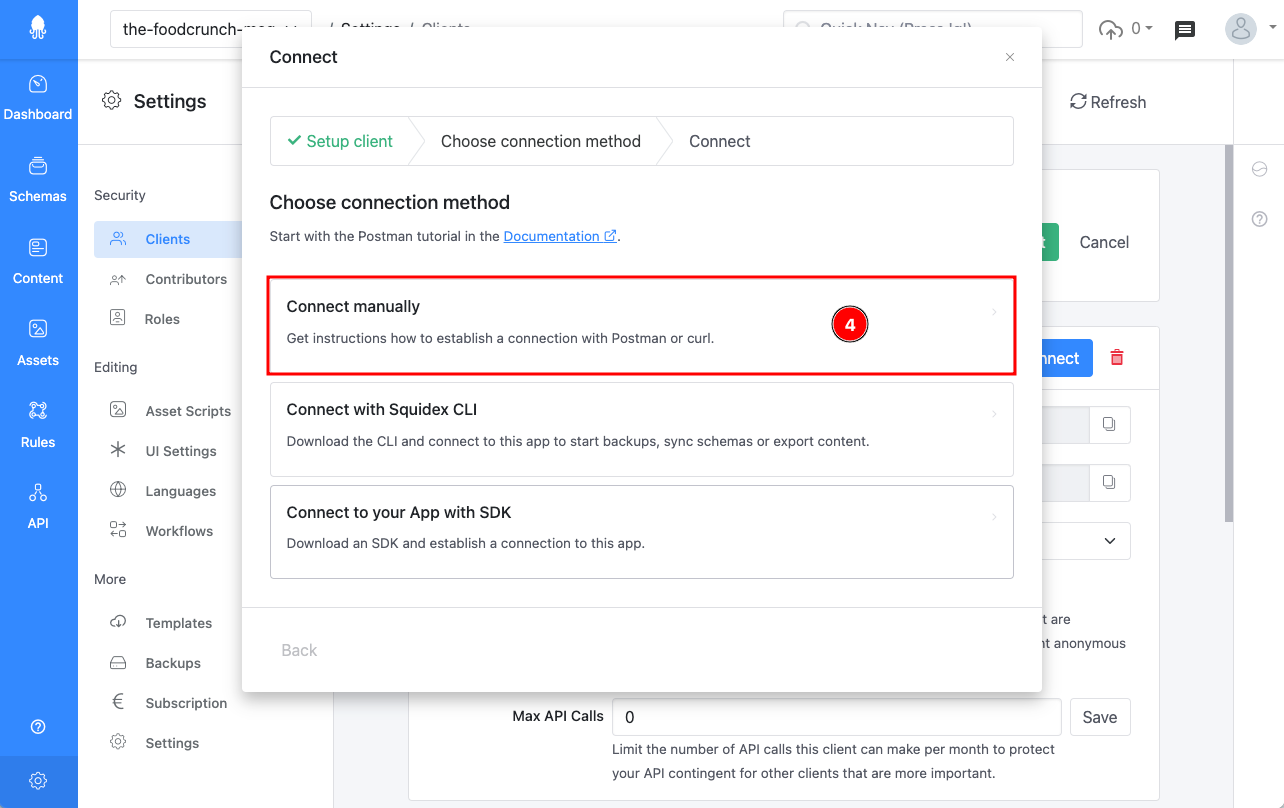 the-foodcrunch-mag
/ Settings / Clients
0
Dashboard
Schemas
Content
Assets
Rules
API
Settings
Refresh
Security
Clients
Contributors
Roles
Editing
Asset Scripts
UI Settings
Languages
Workflows
More
Templates
Backups
Subscription
Settings
Connect
×
Setup client
Choose connection method
Connect
Choose connection method
Start with the Postman tutorial in the Documentation.
Connect manually
Get instructions how to establish a connection with Postman or curl.
4
Connect with Squidex CLI
Download the CLI and connect to this app to start backups, sync schemas or export content.
Connect to your App with SDK
Download an SDK and establish a connection to this app.
Back
t
Cancel
nnect
t are
nt anonymous
Max API Calls
0
Save
Limit the number of API calls this client can make per month to protect
your API contingent for other clients that are more important.